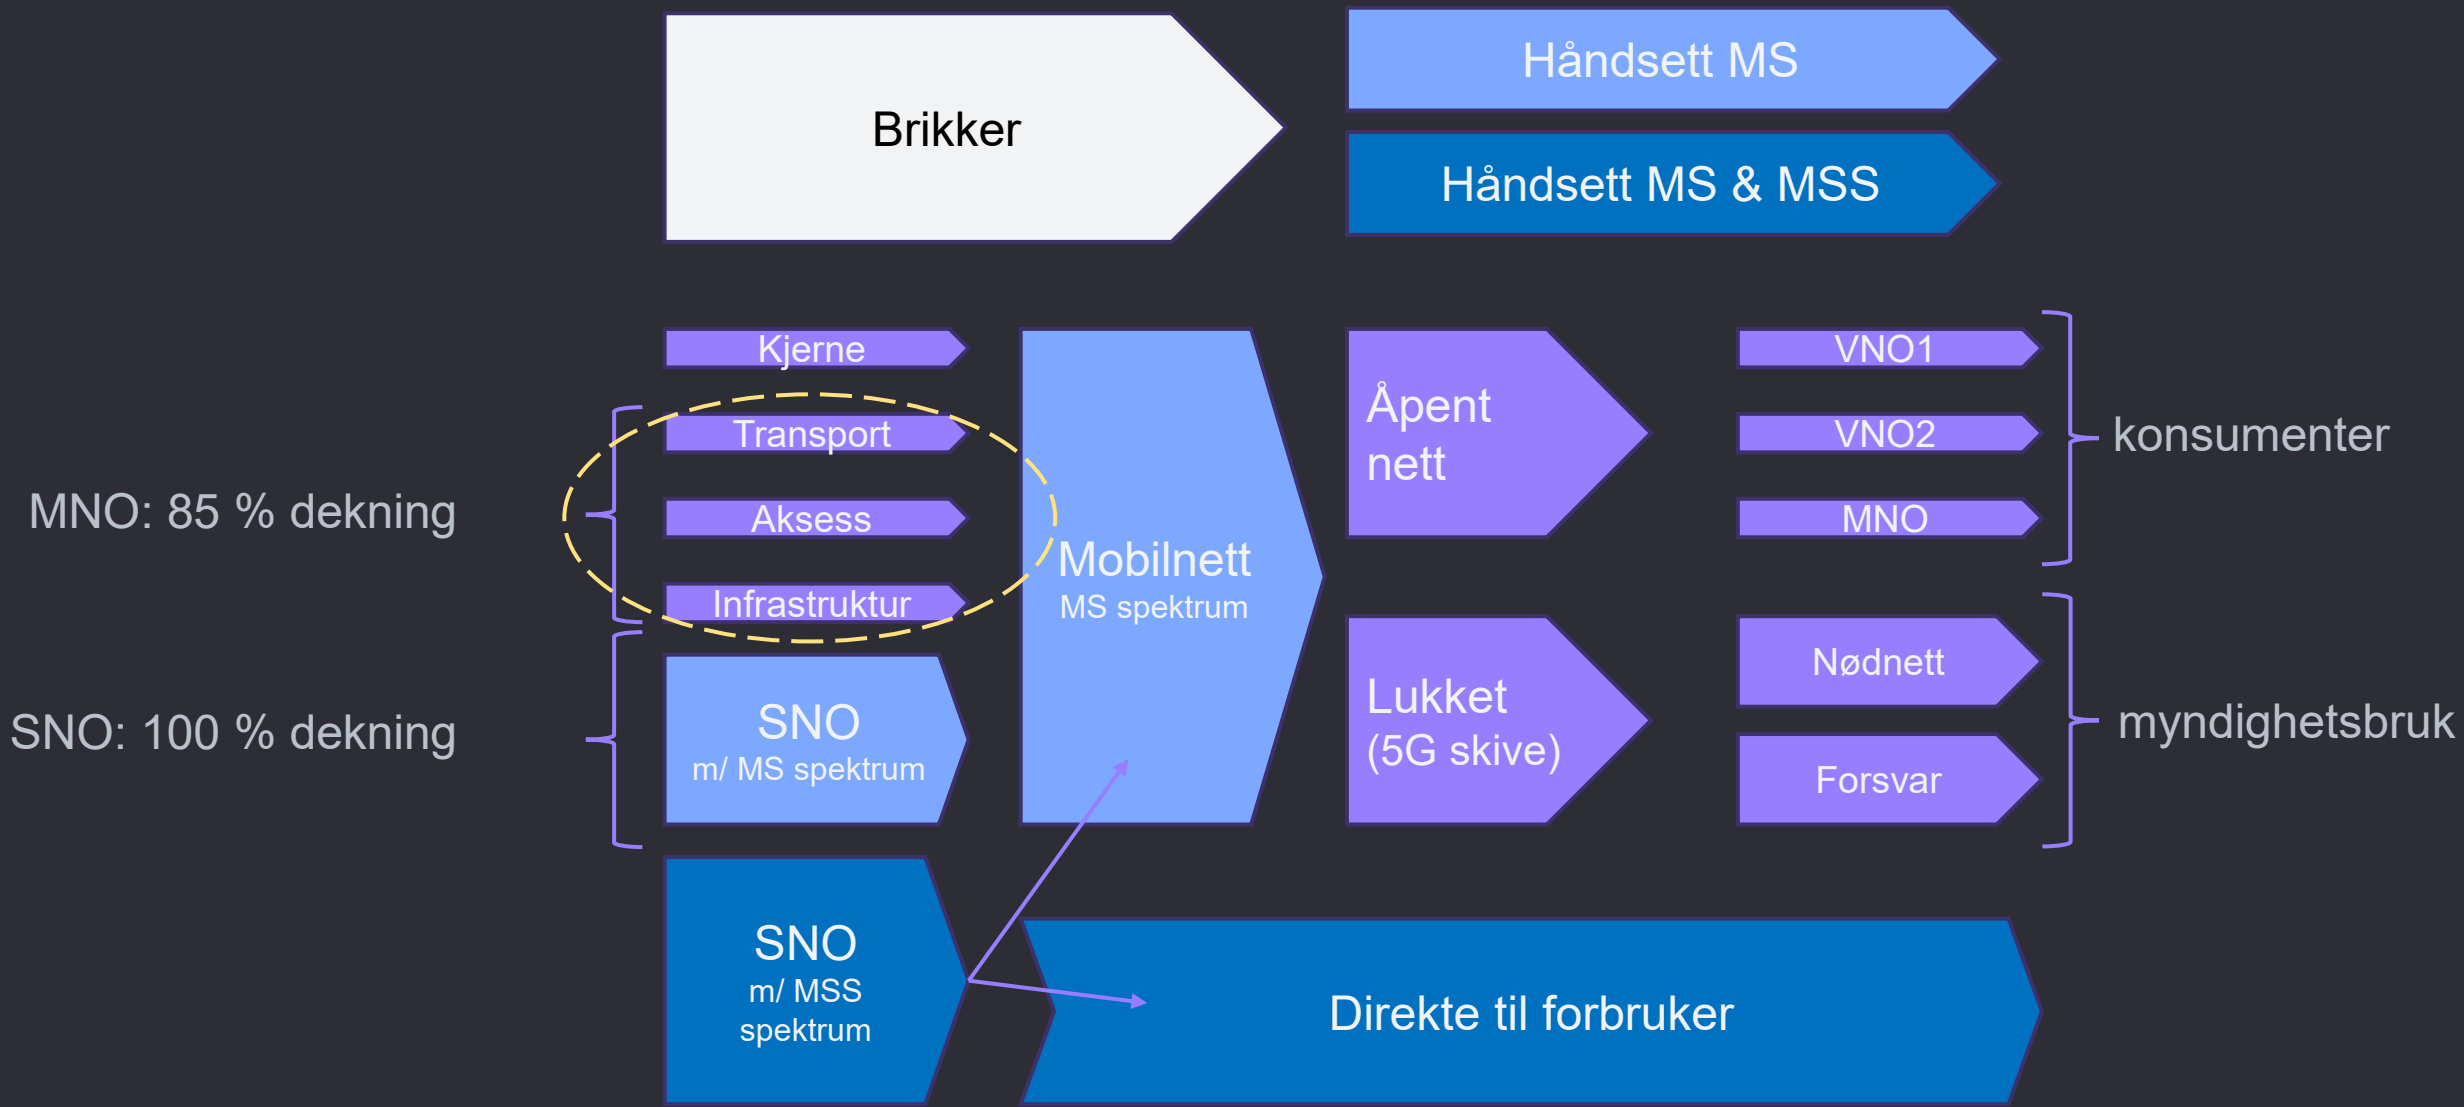 Brikker
Håndsett MS
Håndsett MS & MSS
MNO: 85 % dekning
SNO: 100 % dekning
Kjerne
Transport
Aksess
Infrastruktur
SNO
m/ MS spektrum
SNO
m/ MSS
spektrum
Mobilnett
MS spektrum
Åpent
nett
Lukket
(5G skive)
VNO1
VNO2
MNO
Nødnett
Forsvar
konsumenter
myndighetsbruk
Direkte til forbruker